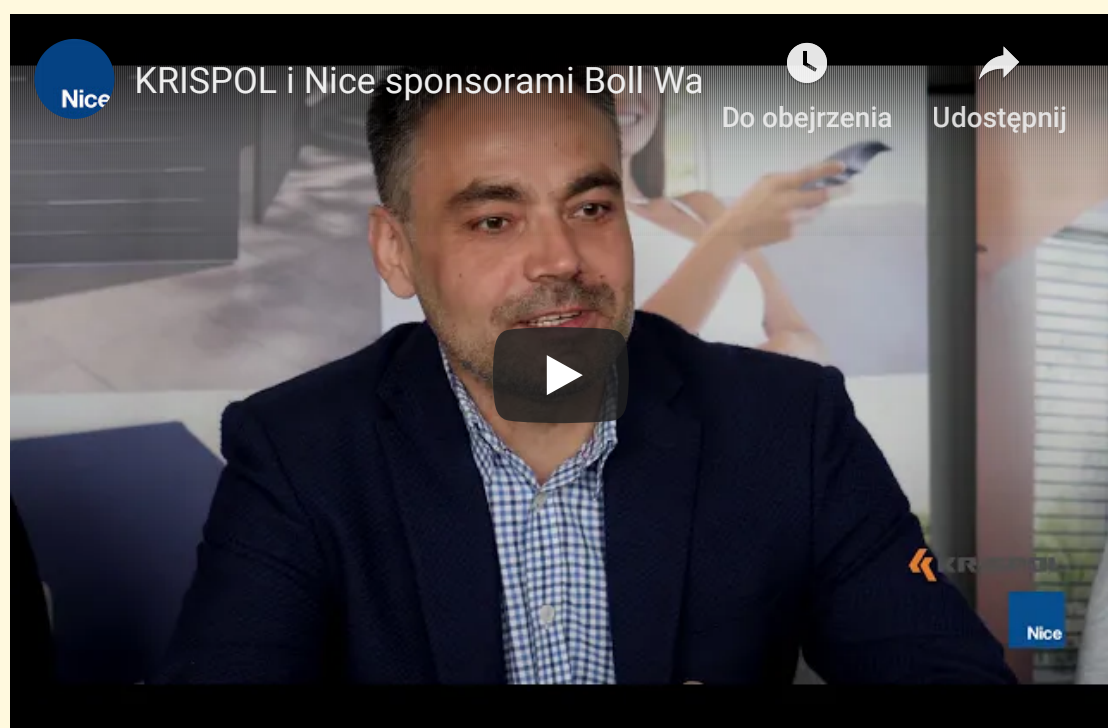 Nice
KRISPOL i Nice sponsorami Boll Wa
Do obejrzenia
Udostępnij
KRISPOL
Nice